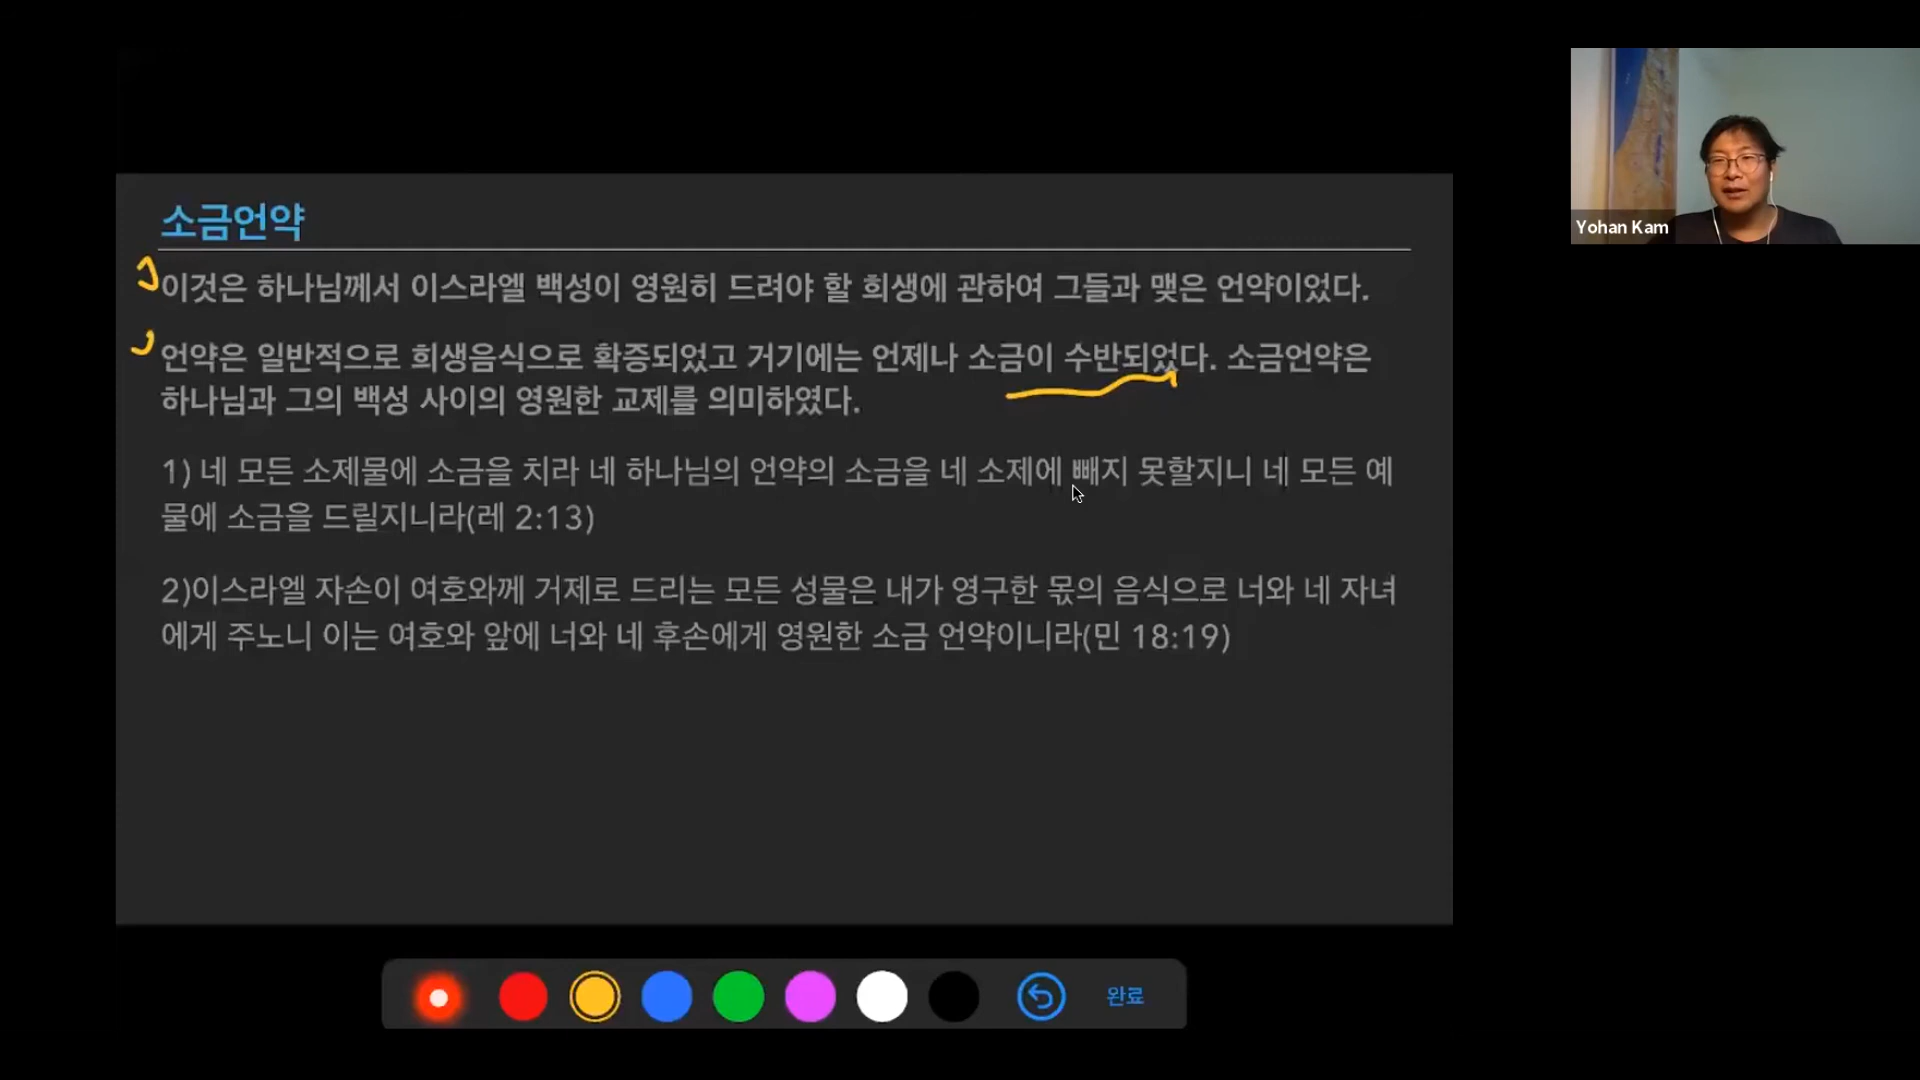 소금언약
이것은 하나님께서 이스라엘 백성이 영원히 드려야 할 희생에 관하여 그들과 맺은 언약이었다.
언약은 일반적으로 희생음식으로 확증되었고 거기에는 언제나 소금이 수반되었다. 소금언약은
하나님과 그의 백성 사이의 영원한 교제를 의미하였다.
1) 네 모든 소제물에 소금을 치라 네 하나님의 언약의 소금을 네 소제에 빼지 못할지니 네 모든 예
물에 소금을 드릴지니라(레 2:13)
2)이스라엘 자손이 여호와께 거제로 드리는 모든 성물은 내가 영구한 몫의 음식으로 너와 네 자녀
에게 주노니 이는 여호와 앞에 너와 네 후손에게 영원한 소금 언약이니라(민 18:19)
Yohan Kam
완료